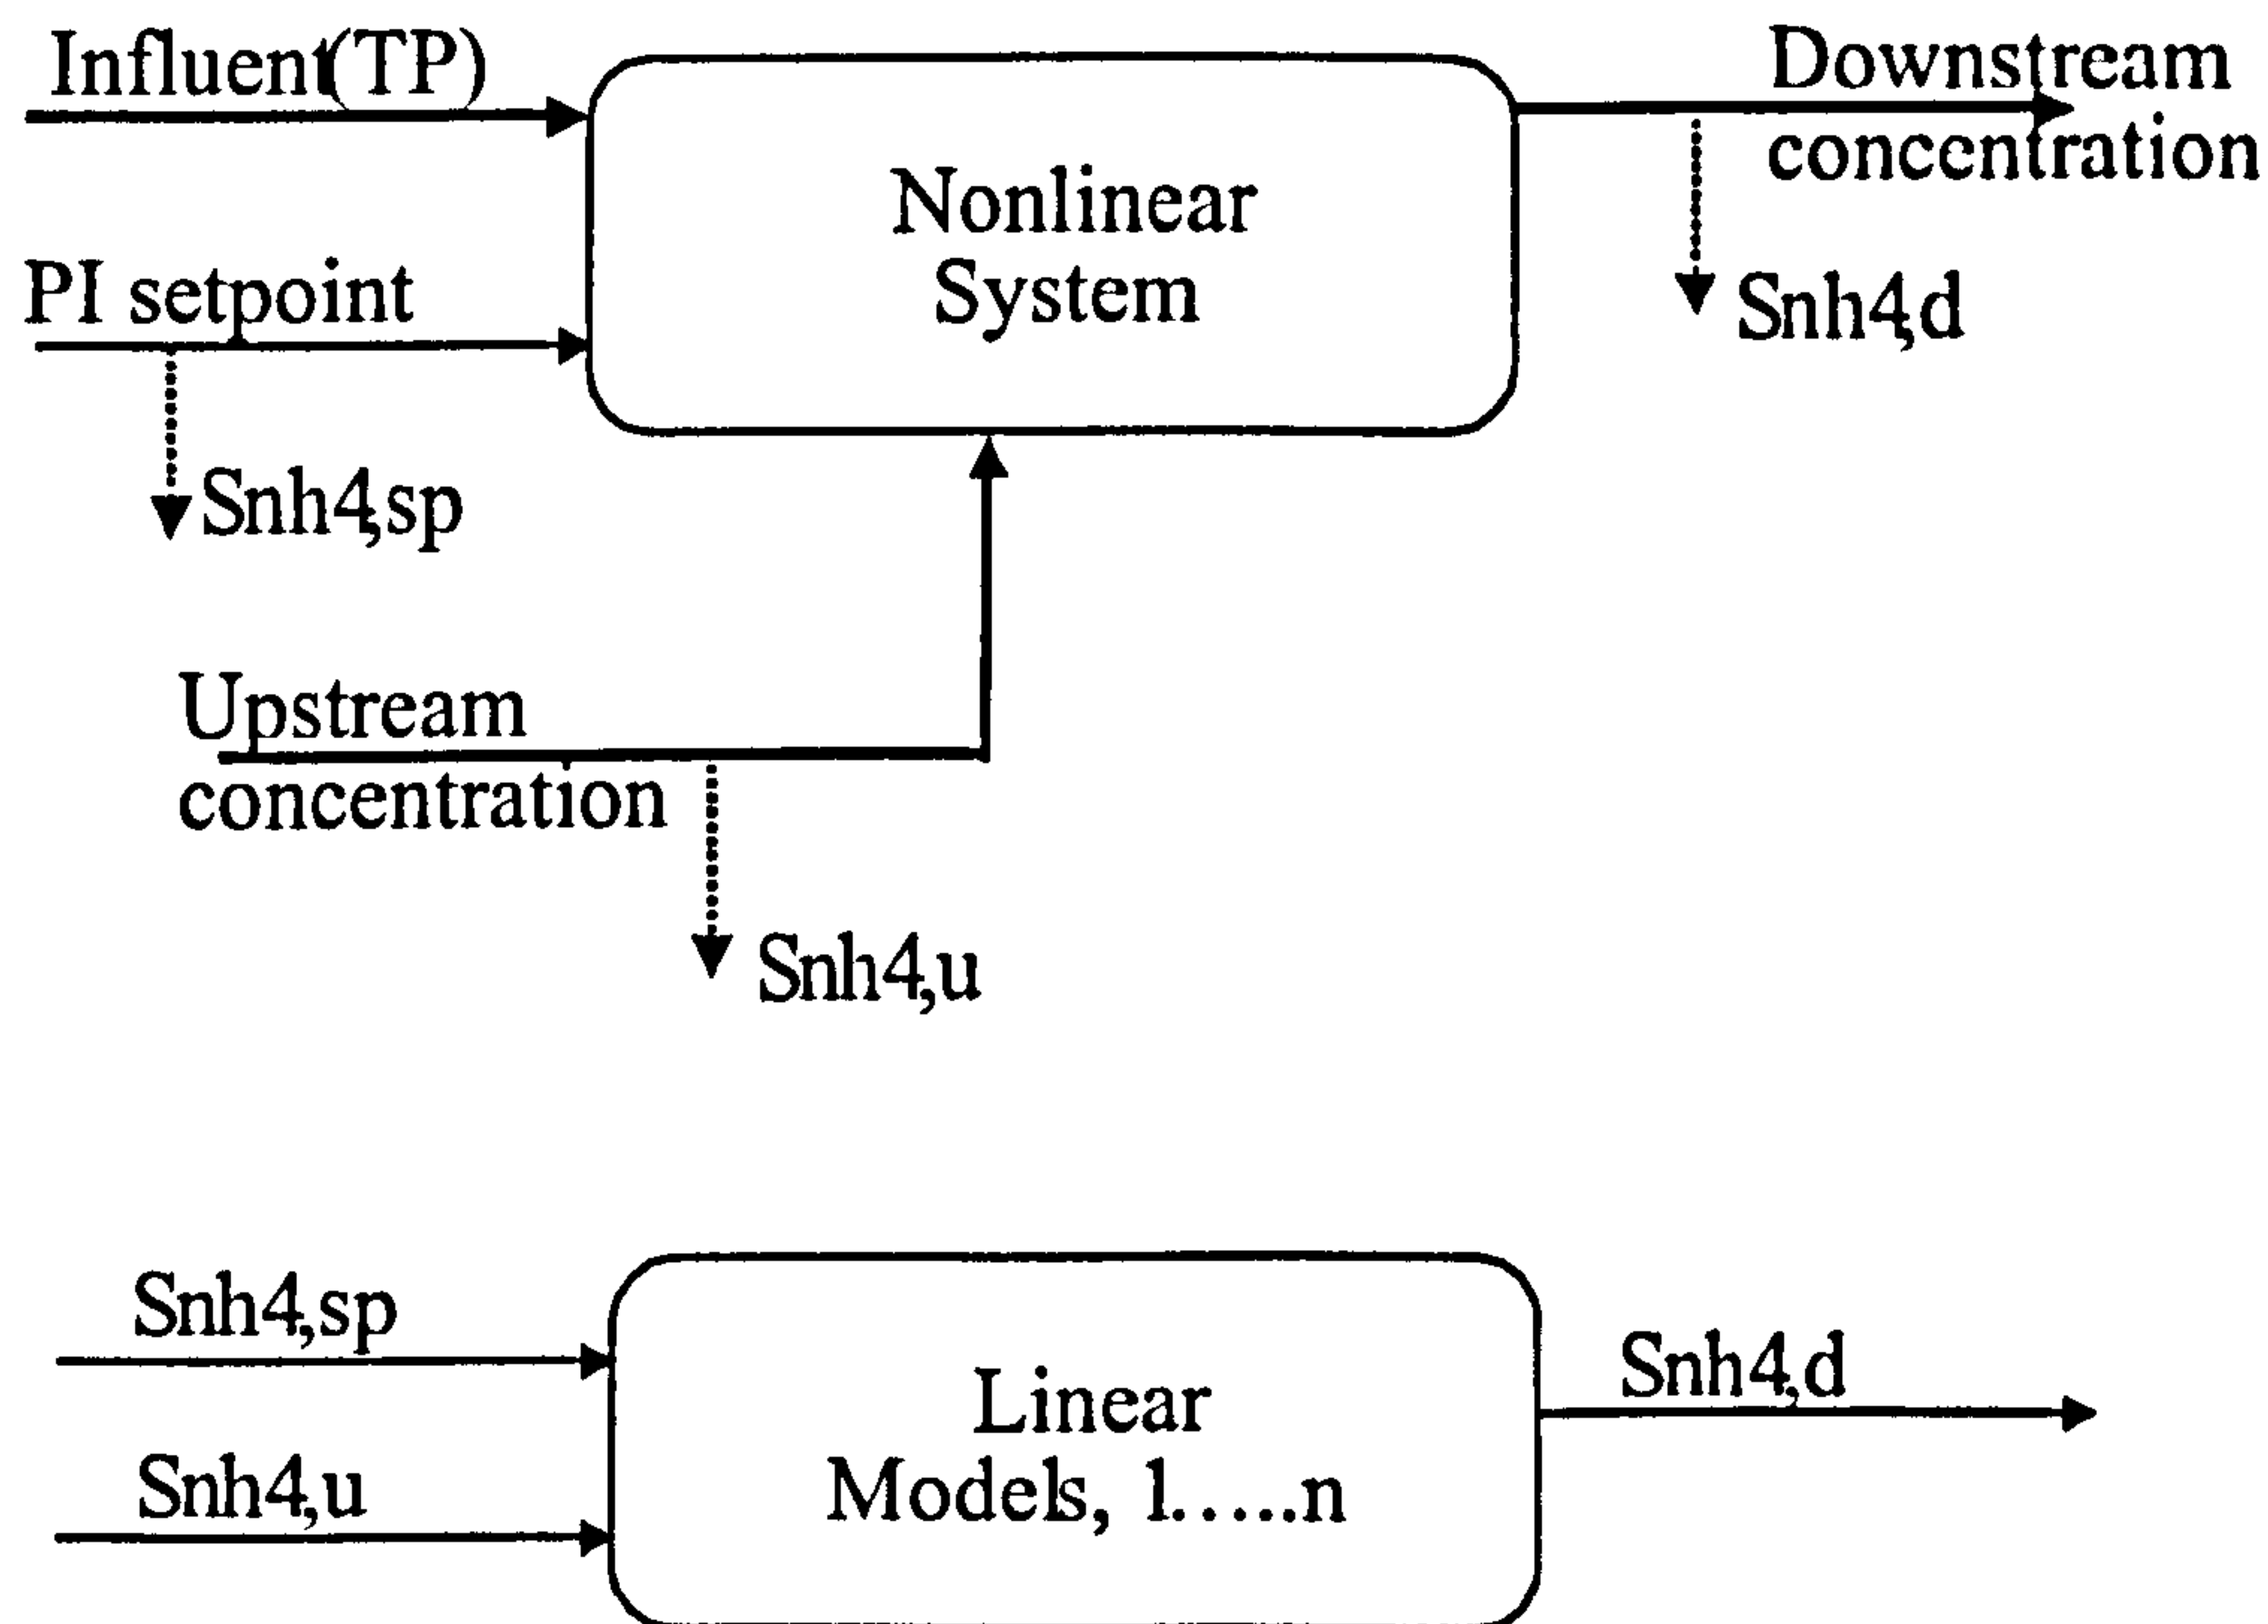 Influent(TP)
Downstream
concentration
Nonlinear
System
PI setpoint
Snh4,d
Snh4,sp
Upstream
concentration
Snh4,u
Snh4,sp
Linear
Models, 1.....n
Snh4,d
Snh4,u